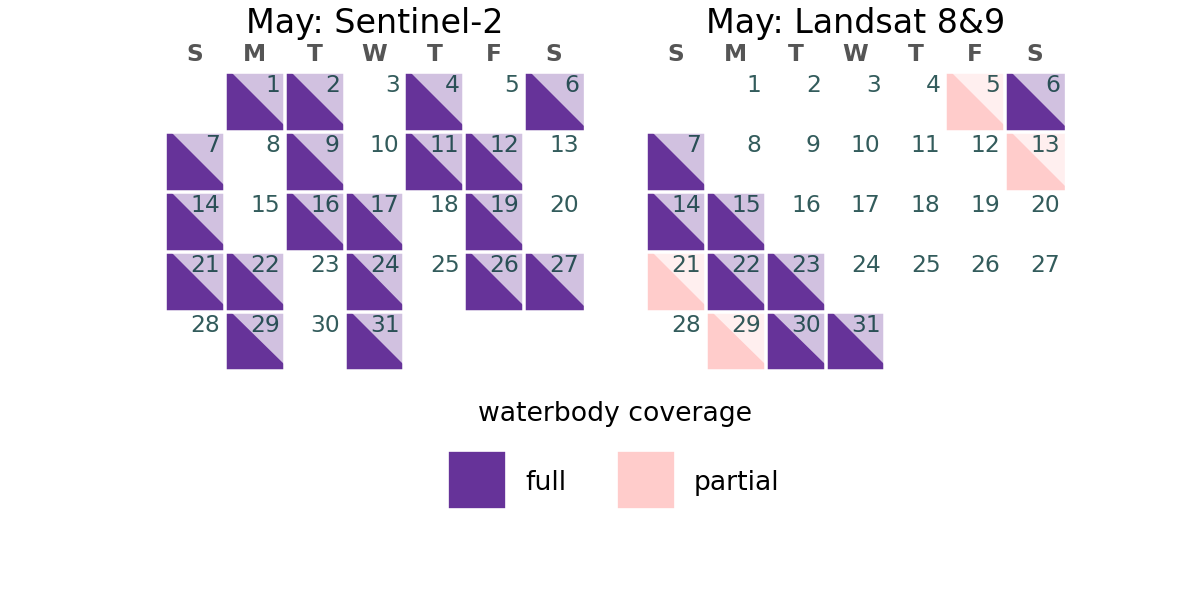 May: Sentinel-2
S M T W T F S
1 2 3 4 5 6
7 8 9 10 11 12 13
14 15 16 17 18 19 20
21 22 23 24 25 26 27
28 29 30 31
May: Landsat 8&9
S M T W T F S
1 2 3 4 5 6
7 8 9 10 11 12 13
14 15 16 17 18 19 20
21 22 23 24 25 26 27
28 29 30 31
waterbody coverage
full partial